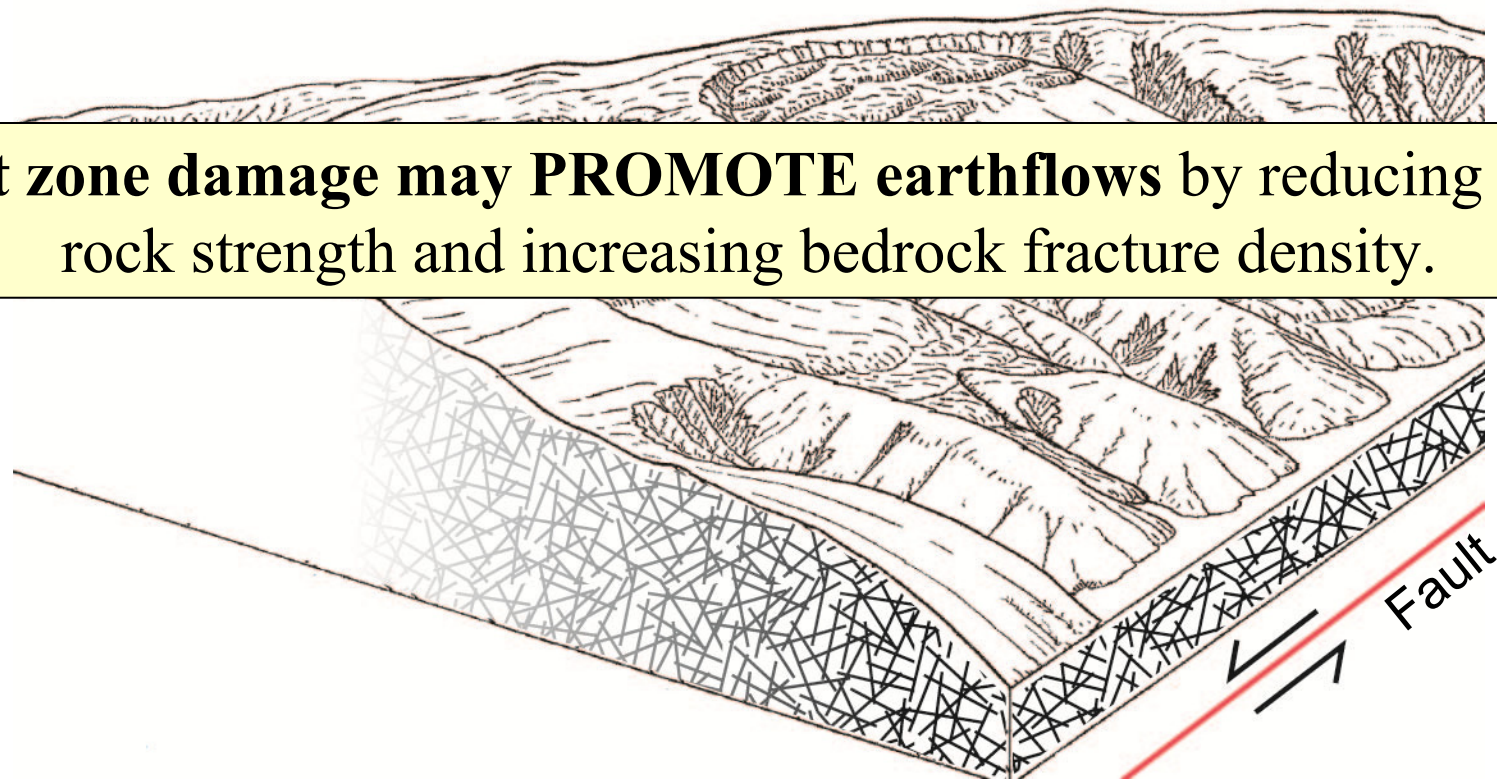 t zone damage may PROMOTE earthflows by reducing
rock strength and increasing bedrock fracture density.
Fault